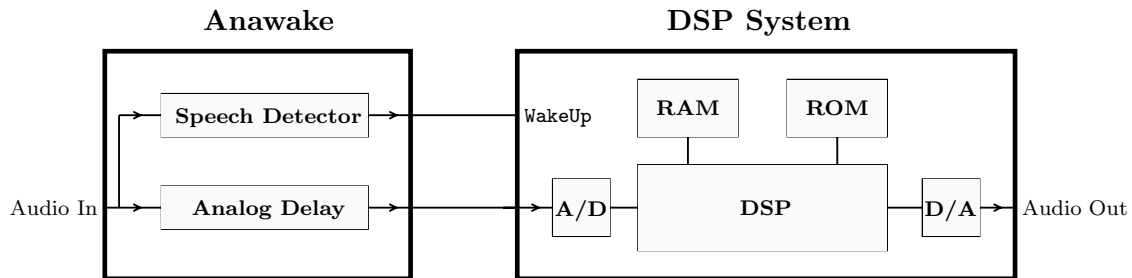 Anawake
DSP System
RAM
ROM
Speech Detector
WakeUp
Audio In
Analog Delay
A/D
DSP
D/A
Audio Out